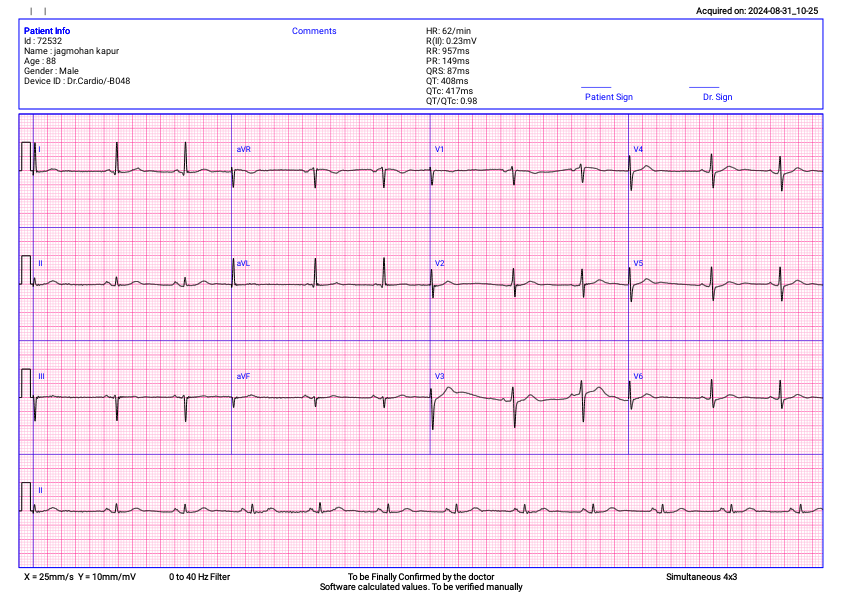 Acquired on: 2024-08-31_10-25
Patient Info
Id : 72532
Name : jagmohan kapur
Age : 88
Gender : Male
Device ID : Dr.Cardio/-B048
Comments
HR: 62/min
R(II): 0.23mV
RR: 957ms
PR: 149ms
QRS: 87ms
QT: 408ms
QTc: 417ms
QT/QTc: 0.98
Patient Sign
Dr. Sign
I
aVR
V1
V4
II
aVL
V2
V5
III
aVF
V3
V6
II
X = 25mm/s Y = 10mm/mV
0 to 40 Hz Filter
To be Finally Confirmed by the doctor
Software calculated values. To be verified manually
Simultaneous 4x3